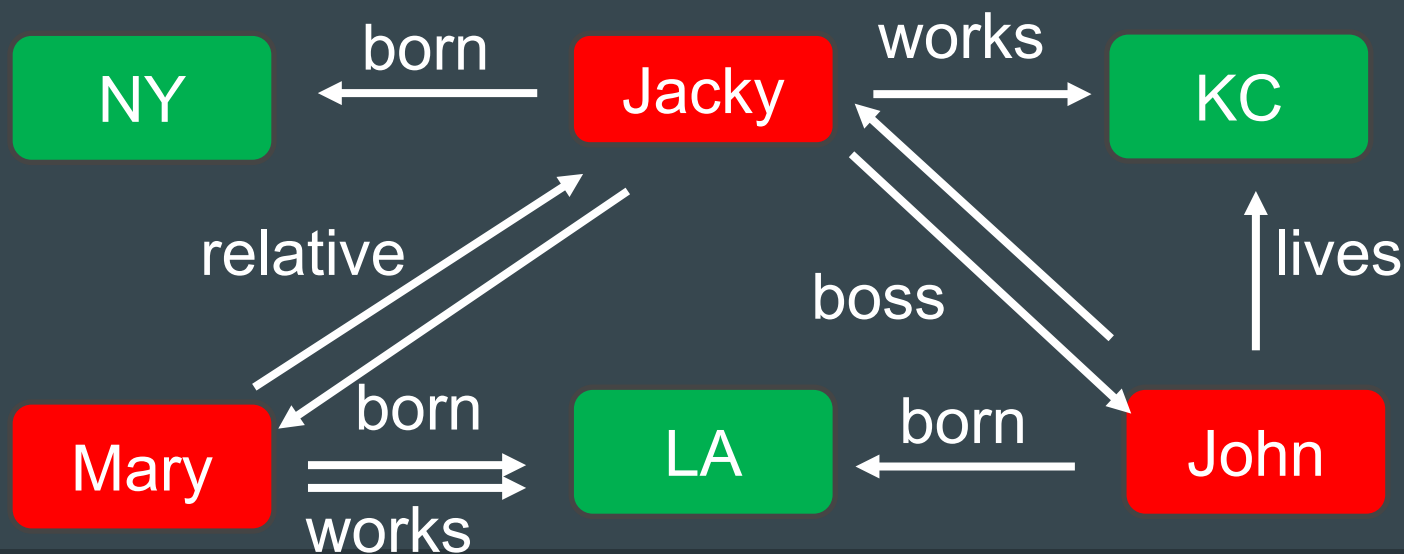 NY
born
Jacky
works
KC
relative
boss
lives
Mary
born
works
LA
born
John